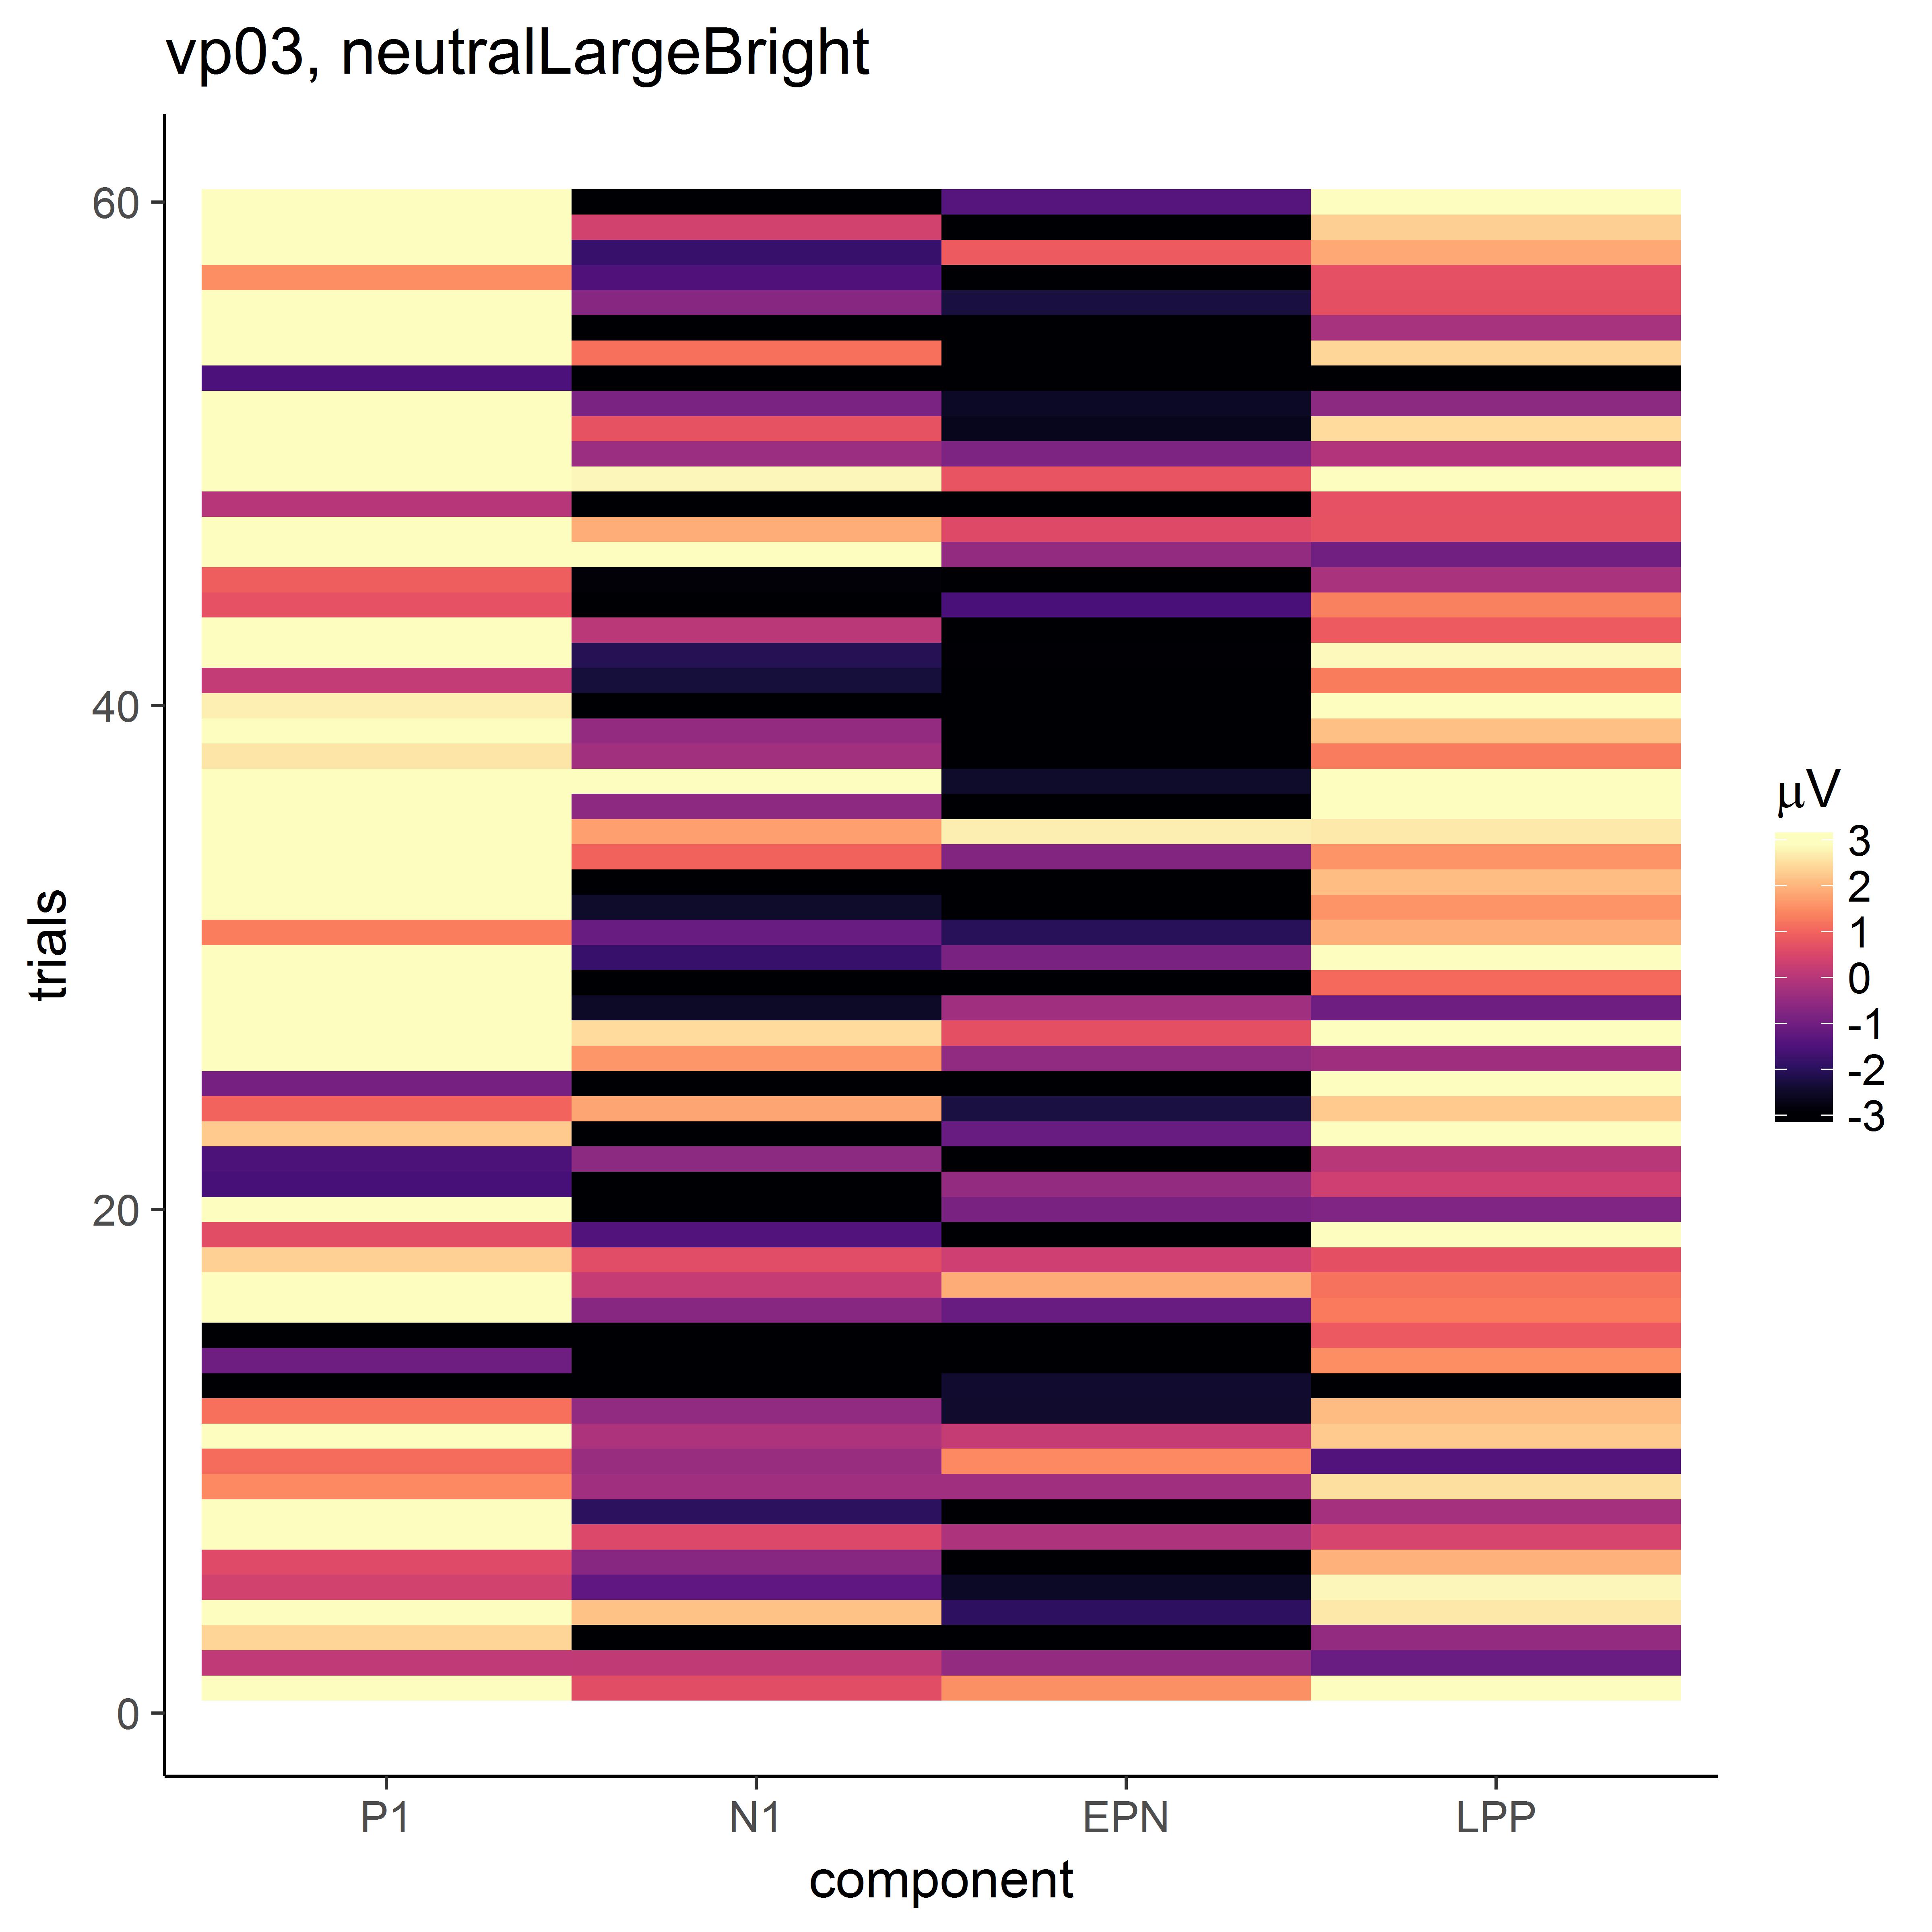 vp03, neutralLargeBright
60
40
20
0
trials
P1 N1 EPN LPP
component
μV
3
2
1
0
-1
-2
-3